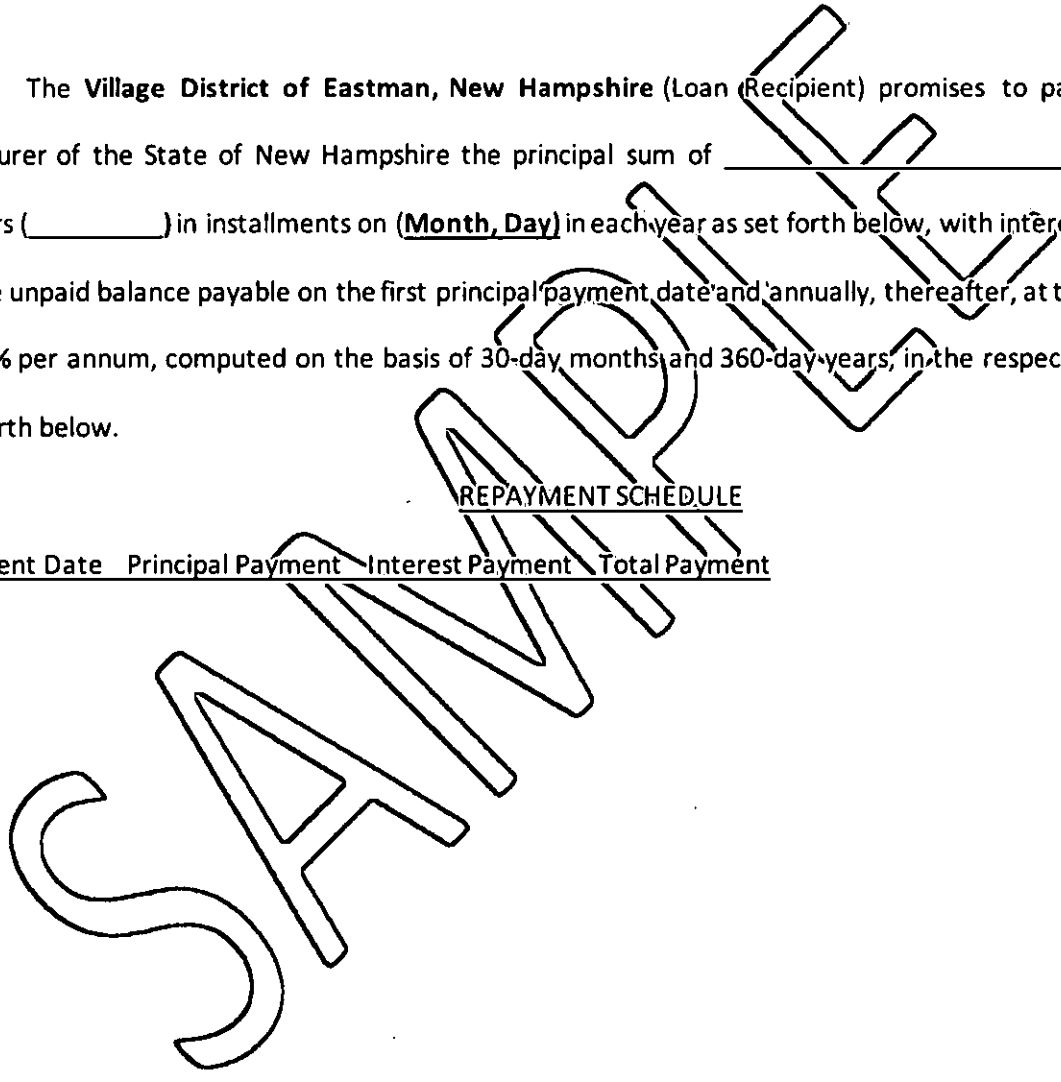 The Village District of Eastman, New Hampshire (Loan Recipient) promises to pa
urer of the State of New Hampshire the principal sum of ____________________
rs (__________) in installments on (Month, Day) in each year as set forth below, with intere
e unpaid balance payable on the first principal payment date and annually, thereafter, at t
% per annum, computed on the basis of 30-day months and 360-day years, in the respec
rth below.
REPAYMENT SCHEDULE
ent Date Principal Payment Interest Payment Total Payment
SAMPLE